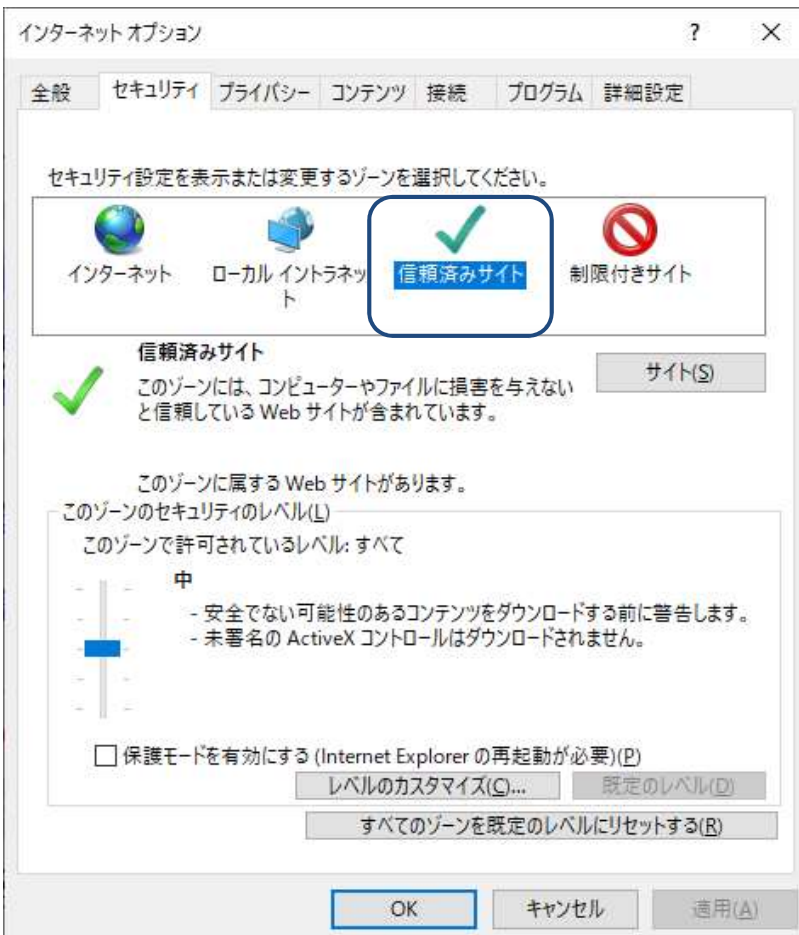 インターネット オプション ? ×
全般 セキュリティ プライバシー コンテンツ 接続 プログラム 詳細設定
セキュリティ設定を表示または変更するゾーンを選択してください。
インターネット ローカル イントラネッ 信頼済みサイト 制限付きサイト
ト
信頼済みサイト
サイト(S)
このゾーンには、コンピューターやファイルに損害を与えない
と信頼している Web サイトが含まれています。
このゾーンに属する Web サイトがあります。
このゾーンのセキュリティのレベル(L)
このゾーンで許可されているレベル: すべて
中
- 安全でない可能性のあるコンテンツをダウンロードする前に警告します。
- 未署名の ActiveX コントロールはダウンロードされません。
保護モードを有効にする (Internet Explorer の再起動が必要)(P)
レベルのカスタマイズ(C)... 既定のレベル(D)
すべてのゾーンを既定のレベルにリセットする(R)
OK キャンセル 適用(A)